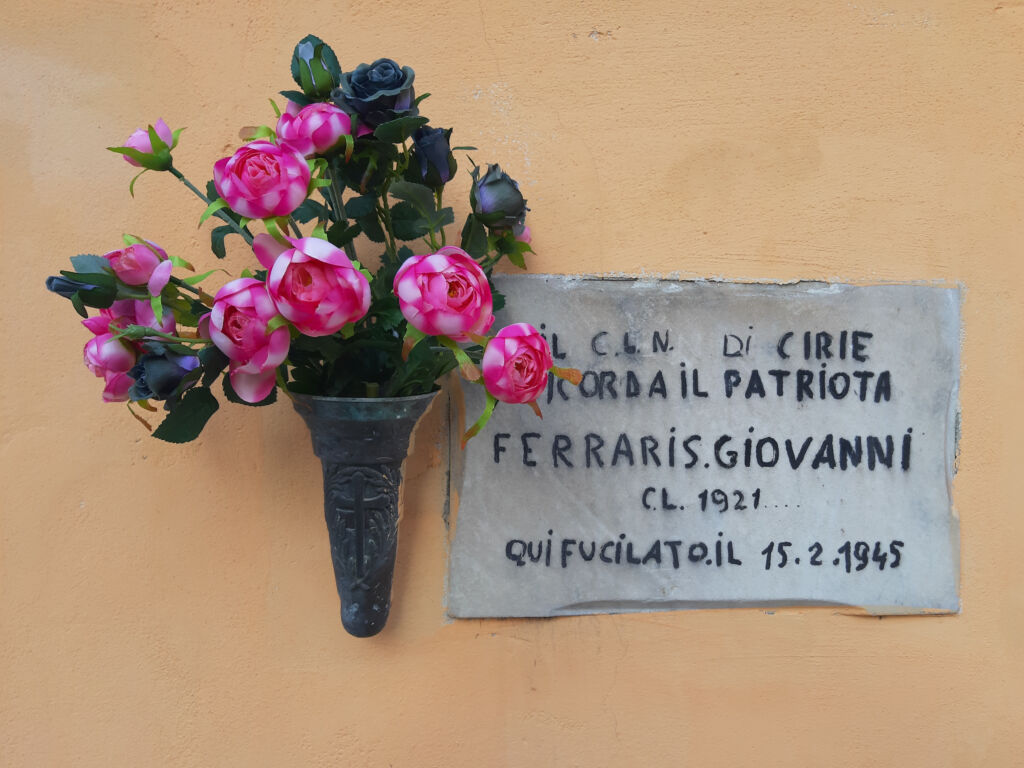 IL C.L.N. DI CIRIE
RICORDA IL PATRIOTA
FERRARIS.GIOVANNI
CL. 1921....
QUI FUCILATO.IL 15.2.1945